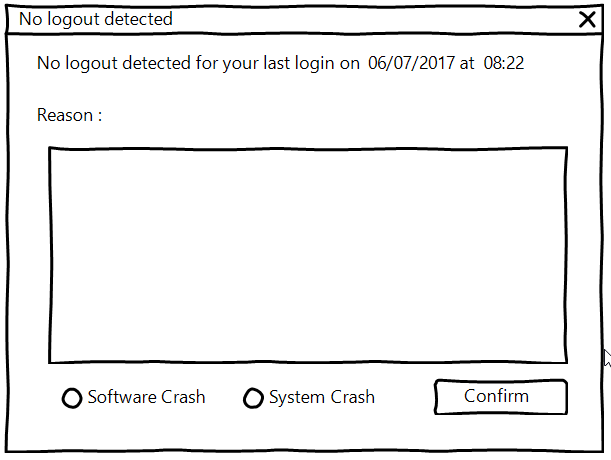 No logout detected
No logout detected for your last login on 06/07/2017 at 08:22
Reason :
Software Crash System Crash Confirm